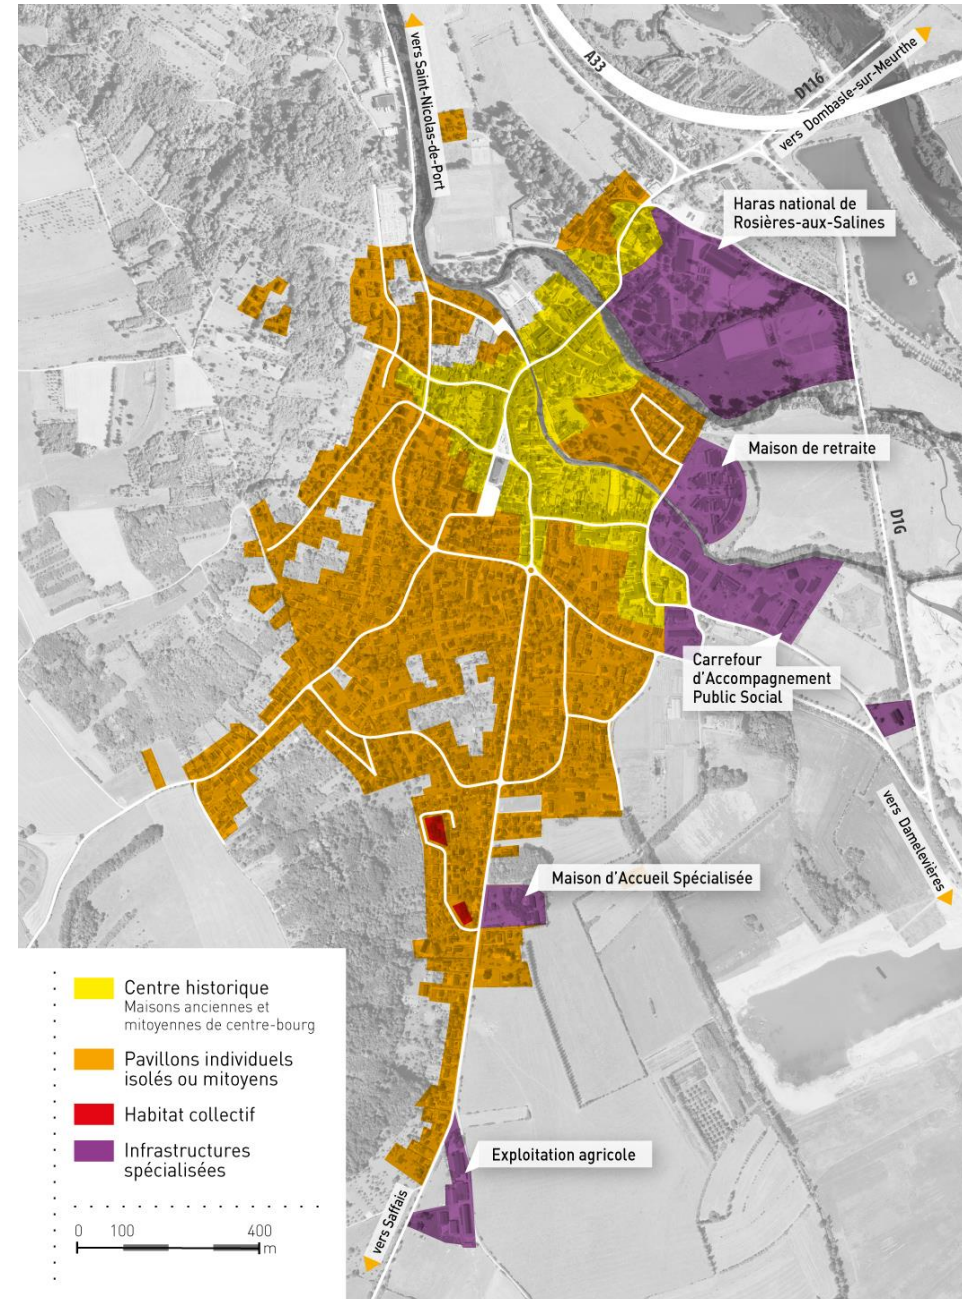 vers Saint-Nicolas-de-Port
A33
D116
vers Dombasle-sur-Meurthe
Haras national de
Rosières-aux-Salines
Maison de retraite
D1G
Carrefour
d'Accompagnement
Public Social
vers Damelevières
Maison d'Accueil Spécialisée
Exploitation agricole
vers Saffais
Centre historique
Maisons anciennes et
mitoyennes de centre-bourg
Pavillons individuels
isolés ou mitoyens
Habitat collectif
Infrastructures
spécialisées
0 100 400
m